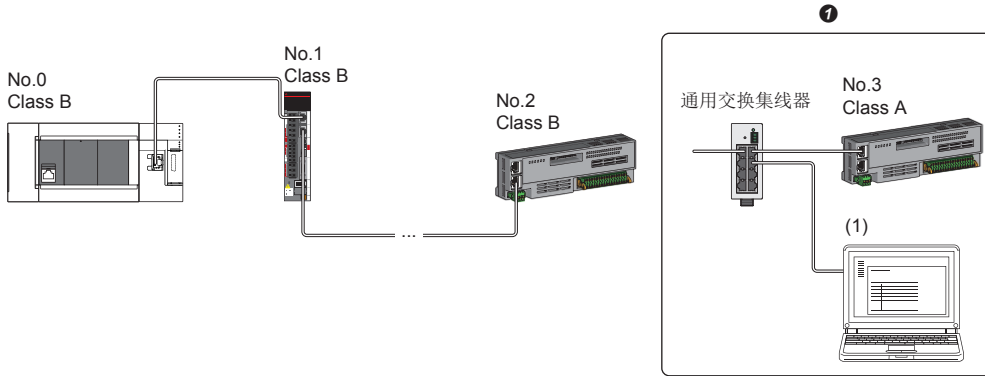 ❶
No.0
Class B
No.1
Class B
No.2
Class B
通用交换集线器
No.3
Class A
...
(1)